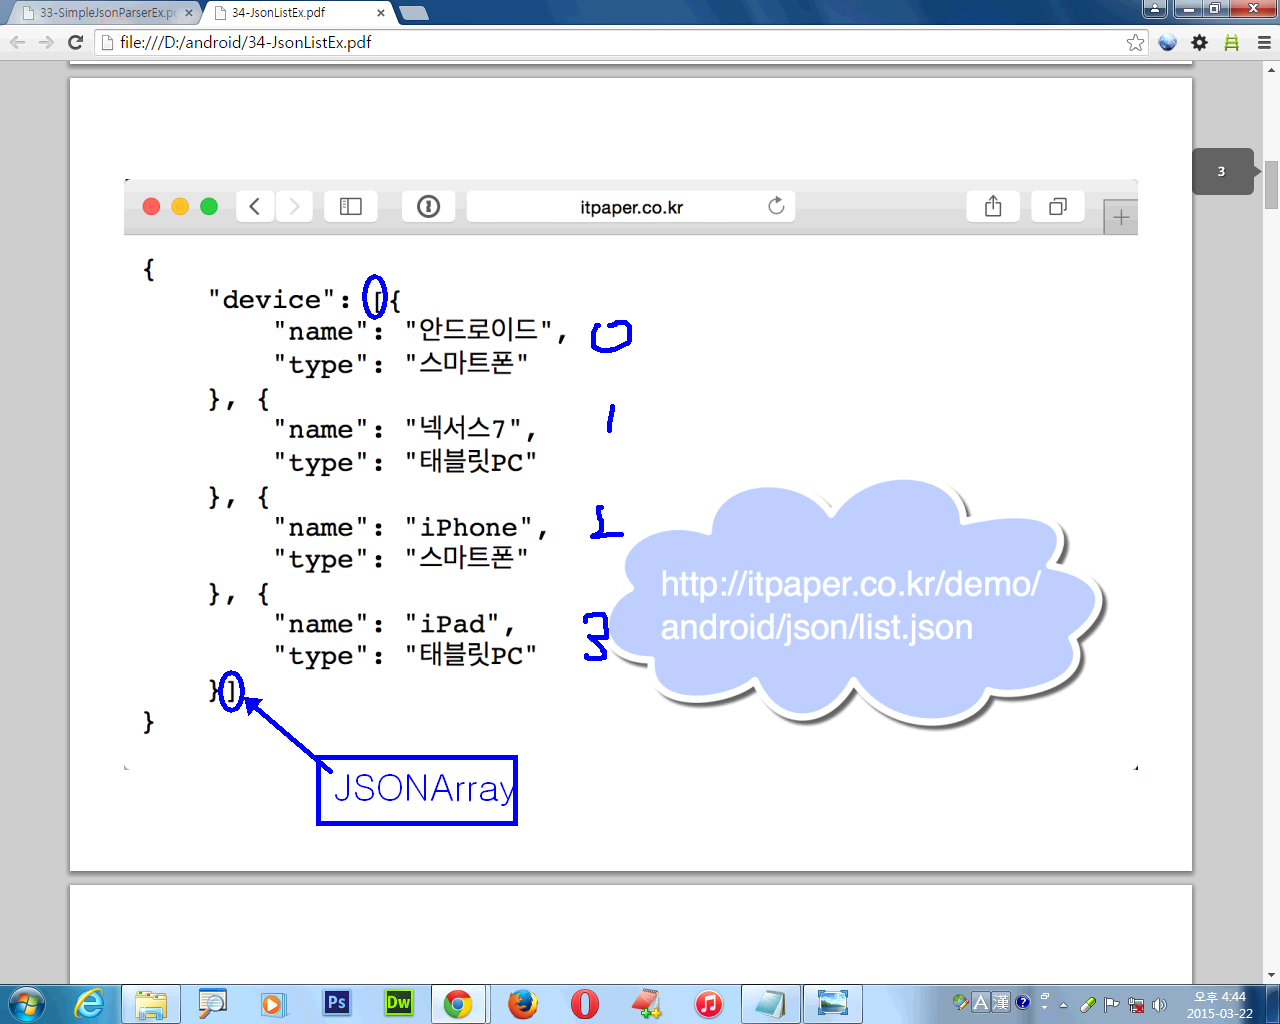 33-SimpleJsonParserEx.p
34-JsonListEx.pdf
file:///D:/android/34-JsonListEx.pdf
3
itpaper.co.kr
{
"device": [{
"name": "안드로이드", 0
"type": "스마트폰"
}, {
"name": "넥서스7", 1
"type": "태블릿PC"
}, {
"name": "iPhone",
"type": "스마트폰"
}, {
"name": "iPad", 3
"type": "태블릿PC"
}]
}
http://itpaper.co.kr/demo/
android/json/list.json
JSONArray
Ps
Dw
A 漢
오후 4:44
2015-03-22